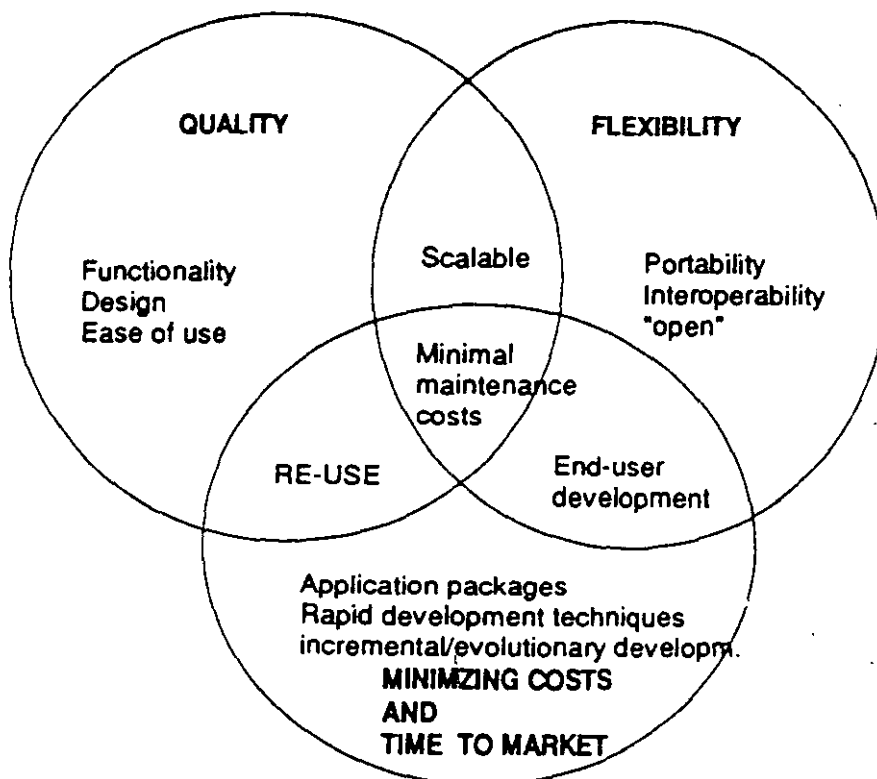 QUALITY
FLEXIBILITY
Functionality
Design
Ease of use
Scalable
Portability
Interoperability
"open"
Minimal
maintenance
costs
RE-USE
End-user
development
Application packages
Rapid development techniques
incremental/evolutionary developm.
MINIMZING COSTS
AND
TIME TO MARKET